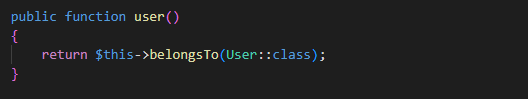 public function user()
{
    return $this->belongsTo(User::class);
}